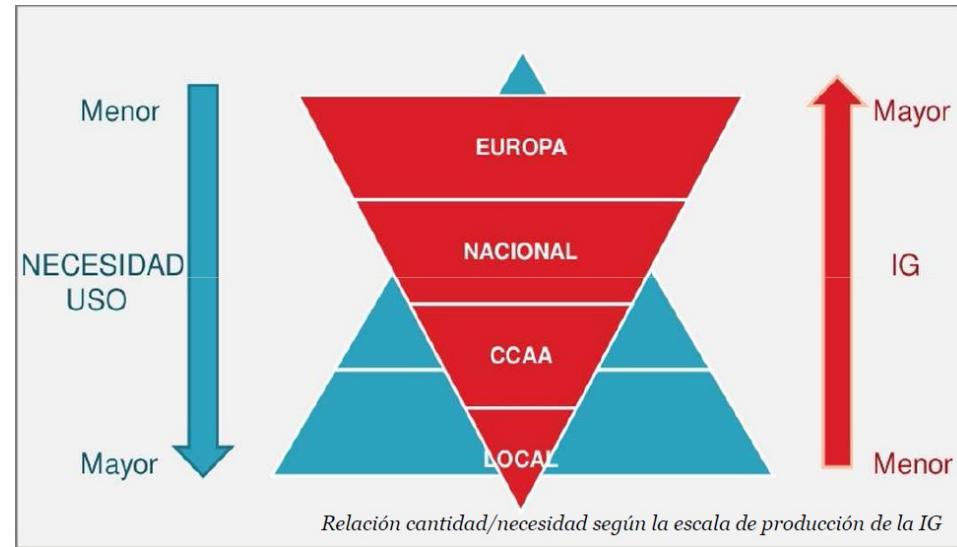 Menor
NECESIDAD
USO
Mayor
EUROPA
NACIONAL
CCAA
LOCAL
Mayor
IG
Menor
Relación cantidad/necesidad según la escala de producción de la IG